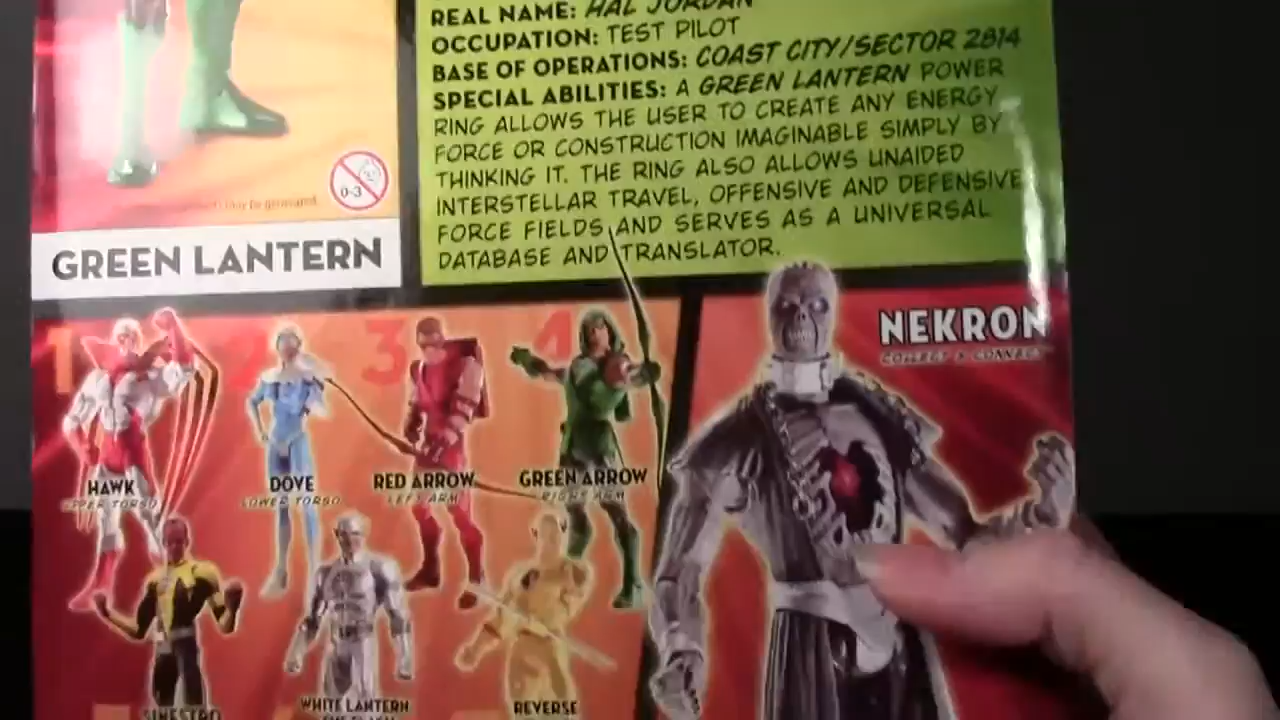 REAL NAME: HAL JORDAN
OCCUPATION: TEST PILOT
BASE OF OPERATIONS: COAST CITY/SECTOR 2814
SPECIAL ABILITIES: A GREEN LANTERN POWER
RING ALLOWS THE USER TO CREATE ANY ENERGY
FORCE OR CONSTRUCTION IMAGINABLE SIMPLY BY
THINKING IT. THE RING ALSO ALLOWS UNAIDED
INTERSTELLAR TRAVEL, OFFENSIVE AND DEFENSIVE
FORCE FIELDS AND SERVES AS A UNIVERSAL
DATABASE AND TRANSLATOR.
0-3
GREEN LANTERN
NEKRON
COLLECT & CONNECT
1 2 3 4
HAWK
UPPER TORSO
DOVE
LOWER TORSO
RED ARROW
LEFT ARM
GREEN ARROW
RIGHT ARM
SINESTRO
WHITE LANTERN
REVERSE